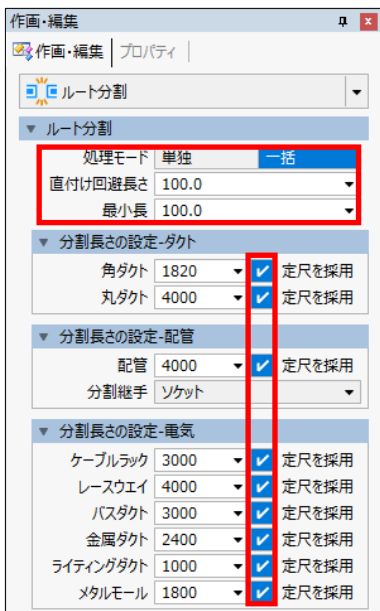 作画・編集
作画・編集 プロパティ
ルート分割
ルート分割
処理モード 単独 一括
直付け回避長さ 100.0
最小長 100.0
分割長さの設定-ダクト
角ダクト 1820 定尺を採用
丸ダクト 4000 定尺を採用
分割長さの設定-配管
配管 4000 定尺を採用
分割継手 ソケット
分割長さの設定-電気
ケーブルラック 3000 定尺を採用
レースウエイ 4000 定尺を採用
バスダクト 3000 定尺を採用
金属ダクト 2400 定尺を採用
ライティングダクト 1000 定尺を採用
メタルモール 1800 定尺を採用